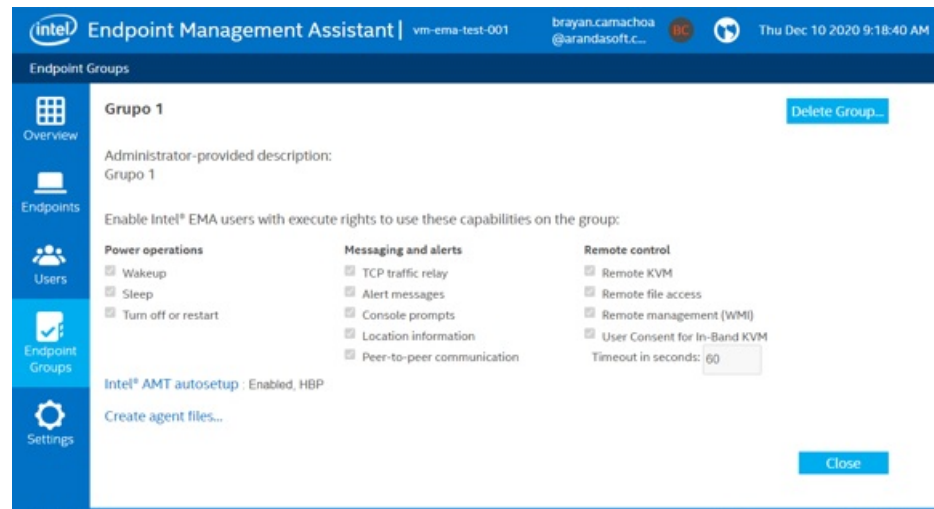 intel Endpoint Management Assistant | vm-ema-test-001 brayan.camachoa BC Thu Dec 10 2020 9:18:40 AM
@arandasoft.c...
Endpoint Groups
Overview
Endpoints
Users
Endpoint
Groups
Settings
Grupo 1 Delete Group...
Administrator-provided description:
Grupo 1
Enable Intel® EMA users with execute rights to use these capabilities on the group:
Power operations
Wakeup
Sleep
Turn off or restart
Messaging and alerts
TCP traffic relay
Alert messages
Console prompts
Location information
Peer-to-peer communication
Remote control
Remote KVM
Remote file access
Remote management (WMI)
User Consent for In-Band KVM
Timeout in seconds: 60
Intel® AMT autosetup : Enabled, HBP
Create agent files...
Close